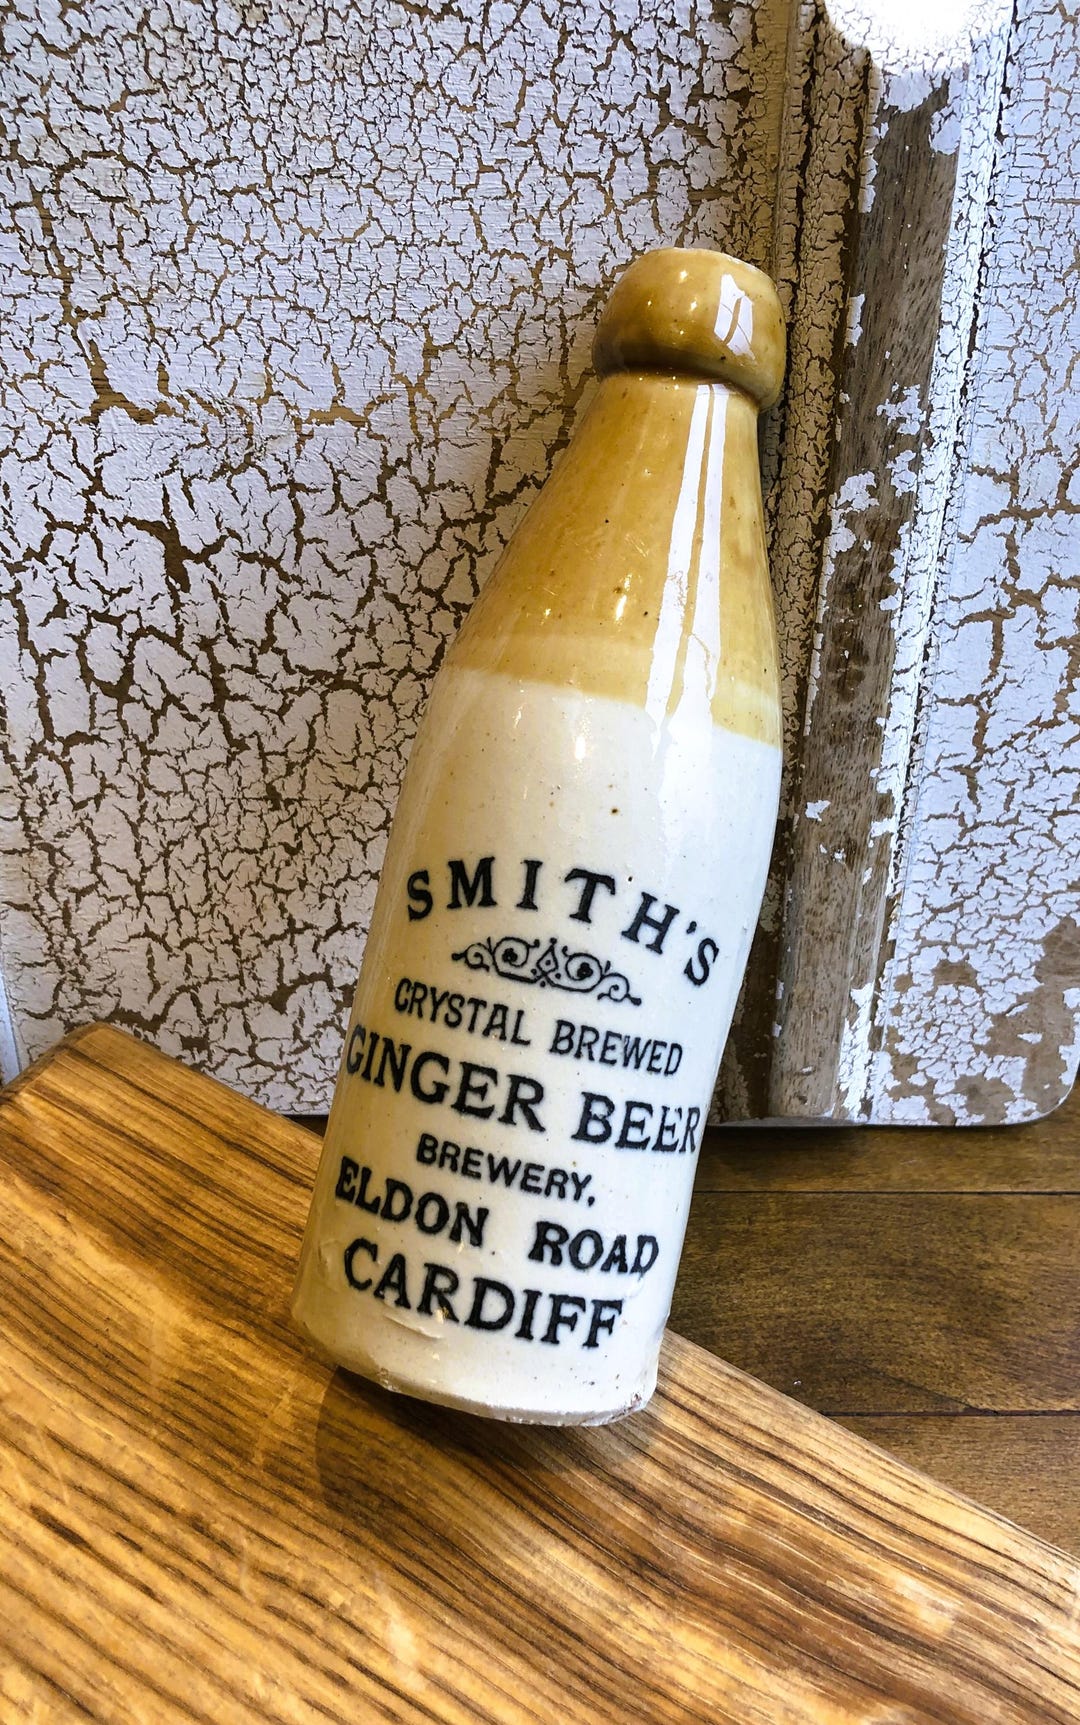 SMITH'S
CRYSTAL BREWED
GINGER BEER
BREWERY,
ELDON ROAD
CARDIFF